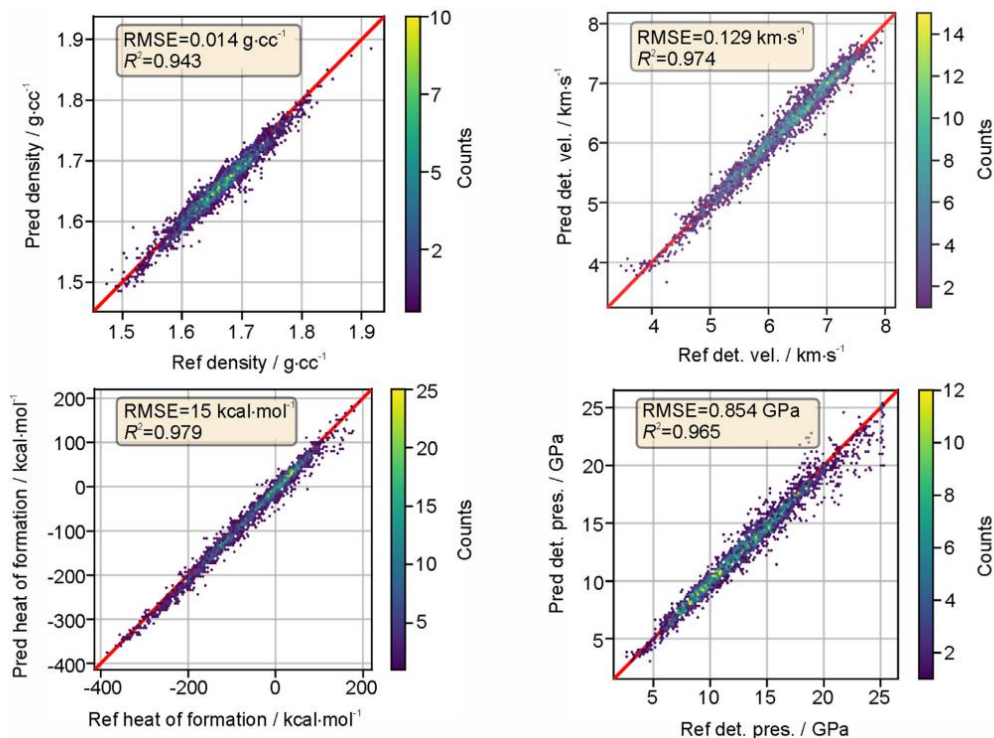 RMSE=0.014 g·cc⁻¹
R²=0.943
1.9
1.8
1.7
1.6
1.5
Pred density / g·cc⁻¹
1.5 1.6 1.7 1.8 1.9
Ref density / g·cc⁻¹
10
7
5
2
Counts
RMSE=0.129 km·s⁻¹
R²=0.974
8
7
6
5
4
Pred det. vel. / km·s⁻¹
4 5 6 7 8
Ref det. vel. / km·s⁻¹
14
12
10
8
6
4
2
Counts
RMSE=15 kcal·mol⁻¹
R²=0.979
200
100
0
-100
-200
-300
-400
Pred heat of formation / kcal·mol⁻¹
-400 -200 0 200
Ref heat of formation / kcal·mol⁻¹
25
20
15
10
5
Counts
RMSE=0.854 GPa
R²=0.965
25
20
15
10
5
Pred det. pres. / GPa
5 10 15 20 25
Ref det. pres. / GPa
12
10
8
6
4
2
Counts